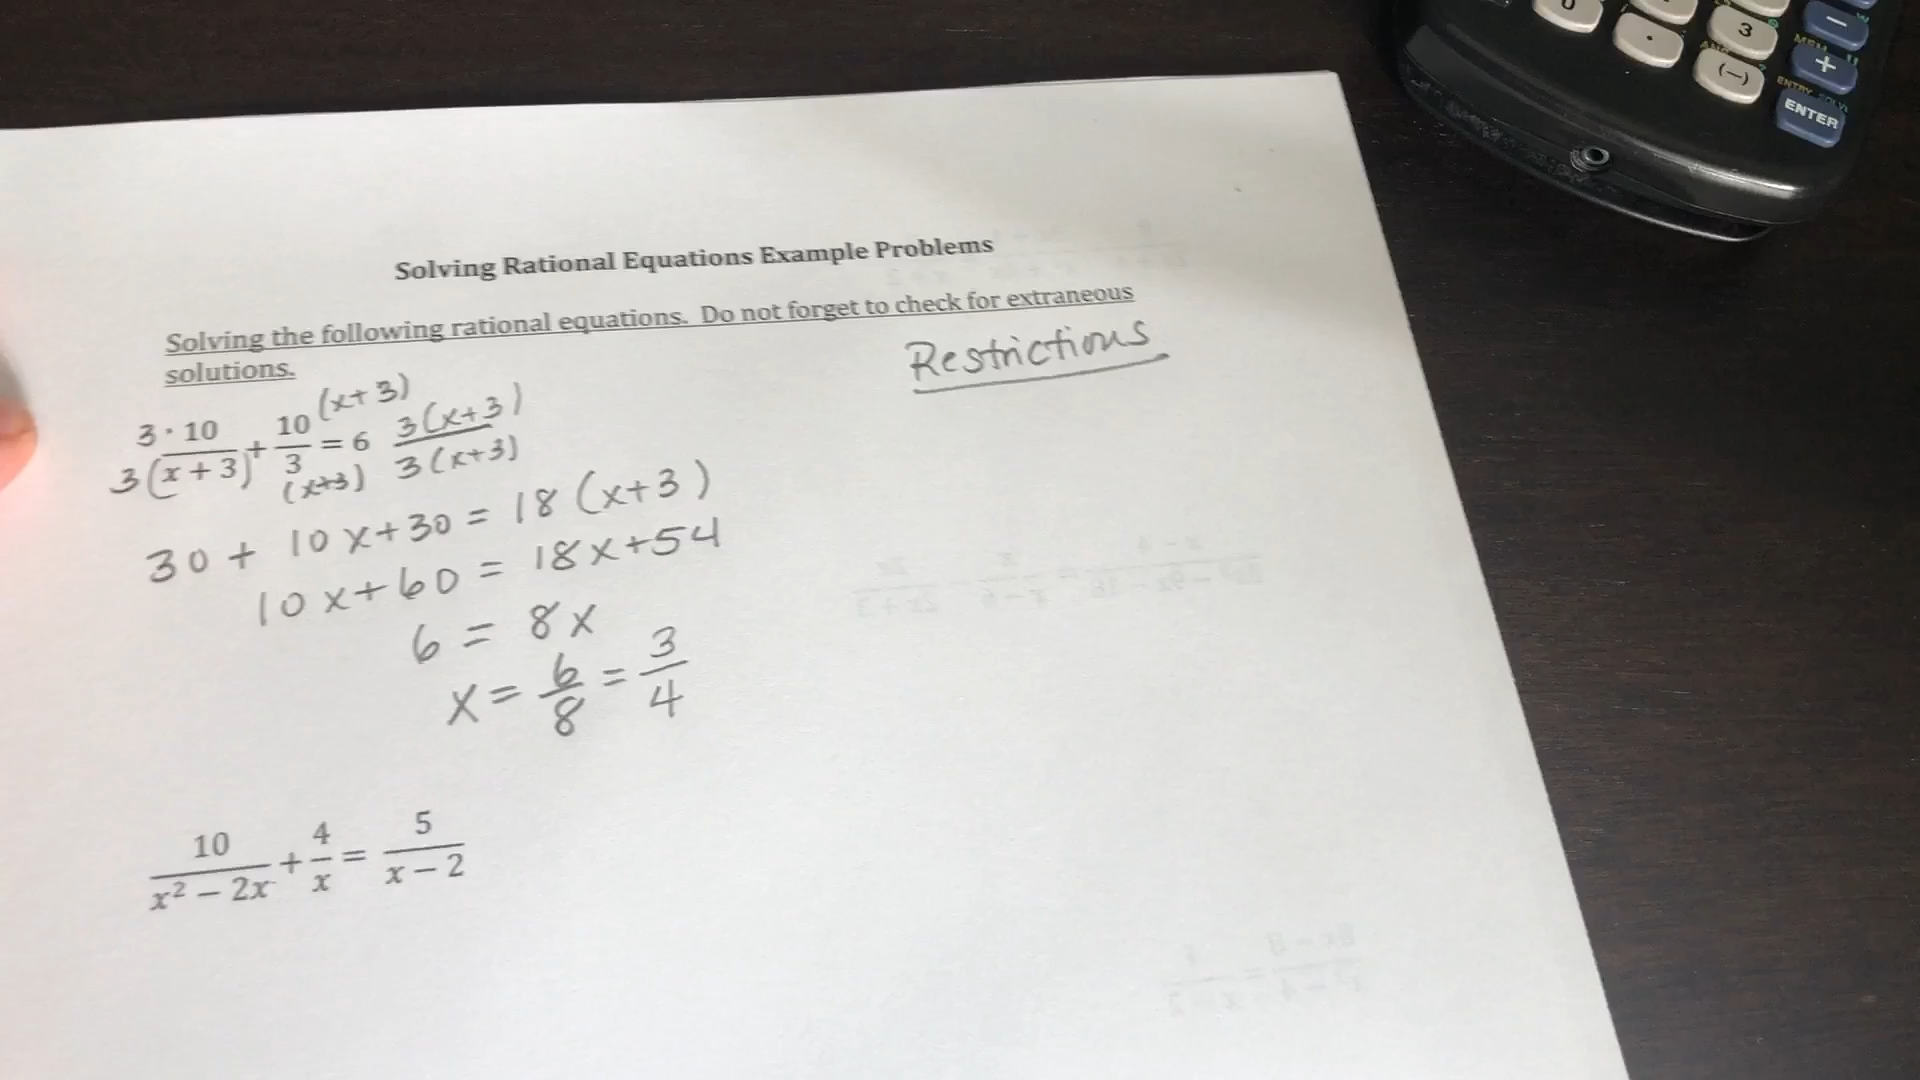 0
.
3
(-)
-
+
ENTRY SOLVE
ENTER
Solving Rational Equations Example Problems
Solving the following rational equations. Do not forget to check for extraneous
solutions.
Restrictions
3 · 10 / 3(x + 3) + 10 (x+3) / 3 (x+3) = 6 3(x+3) / 3(x+3)
30 + 10x+30 = 18 (x+3)
10x+60 = 18x+54
6 = 8x
x = 6/8 = 3/4
10 / x² − 2x + 4 / x = 5 / x − 2